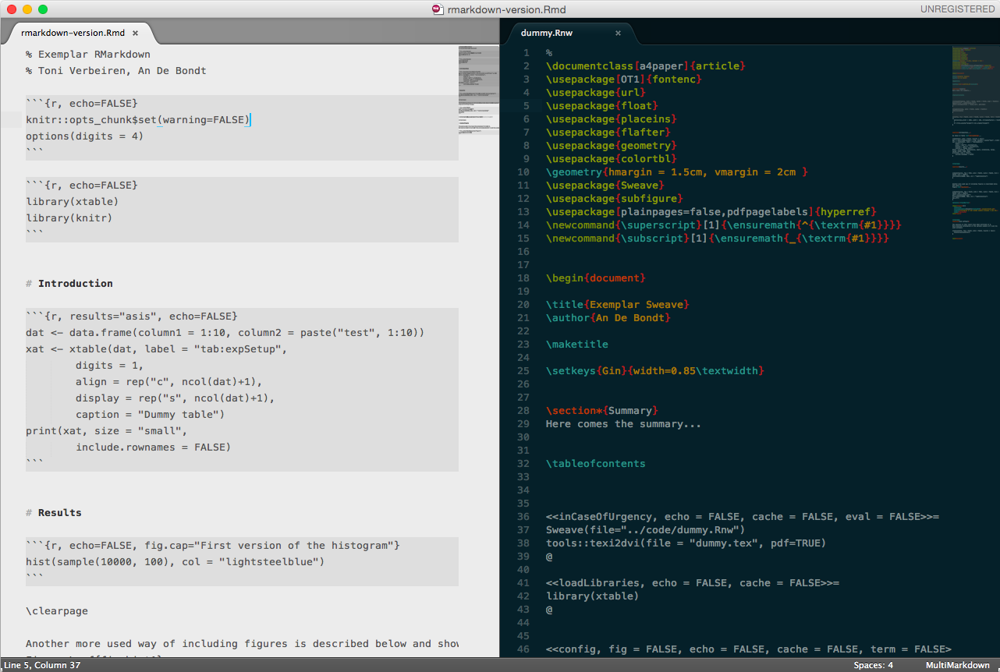 rmarkdown-version.Rmd
UNREGISTERED
rmarkdown-version.Rmd ×
% Exemplar RMarkdown
% Toni Verbeiren, An De Bondt
```{r, echo=FALSE}
knitr::opts_chunk$set(warning=FALSE)
options(digits = 4)
```
```{r, echo=FALSE}
library(xtable)
library(knitr)
```
# Introduction
```{r, results="asis", echo=FALSE}
dat <- data.frame(column1 = 1:10, column2 = paste("test", 1:10))
xat <- xtable(dat, label = "tab:expSetup",
        digits = 1,
        align = rep("c", ncol(dat)+1),
        display = rep("s", ncol(dat)+1),
        caption = "Dummy table")
print(xat, size = "small",
        include.rownames = FALSE)
```
# Results
```{r, echo=FALSE, fig.cap="First version of the histogram"}
hist(sample(10000, 100), col = "lightsteelblue")
```
\clearpage
Another more used way of including figures is described below and show
dummy.Rnw ×
1 %
2 \documentclass[a4paper]{article}
3 \usepackage[OT1]{fontenc}
4 \usepackage{url}
5 \usepackage{float}
6 \usepackage{placeins}
7 \usepackage{flafter}
8 \usepackage{geometry}
9 \usepackage{colortbl}
10 \geometry{hmargin = 1.5cm, vmargin = 2cm }
11 \usepackage{Sweave}
12 \usepackage{subfigure}
13 \usepackage[plainpages=false,pdfpagelabels]{hyperref}
14 \newcommand{\superscript}[1]{\ensuremath{^{\textrm{#1}}}}
15 \newcommand{\subscript}[1]{\ensuremath{_{\textrm{#1}}}}
16
17
18 \begin{document}
19
20 \title{Exemplar Sweave}
21 \author{An De Bondt}
22
23 \maketitle
24
25 \setkeys{Gin}{width=0.85\textwidth}
26
27
28 \section*{Summary}
29 Here comes the summary...
30
31
32 \tableofcontents
33
34
35
36 <<inCaseOfUrgency, echo = FALSE, cache = FALSE, eval = FALSE>>=
37 Sweave(file="../code/dummy.Rnw")
38 tools::texi2dvi(file = "dummy.tex", pdf=TRUE)
39 @
40
41 <<loadLibraries, echo = FALSE, cache = FALSE>>=
42 library(xtable)
43 @
44
45
46 <<config, fig = FALSE, echo = FALSE, cache = FALSE, term = FALSE>
Line 5, Column 37
Spaces: 4
MultiMarkdown